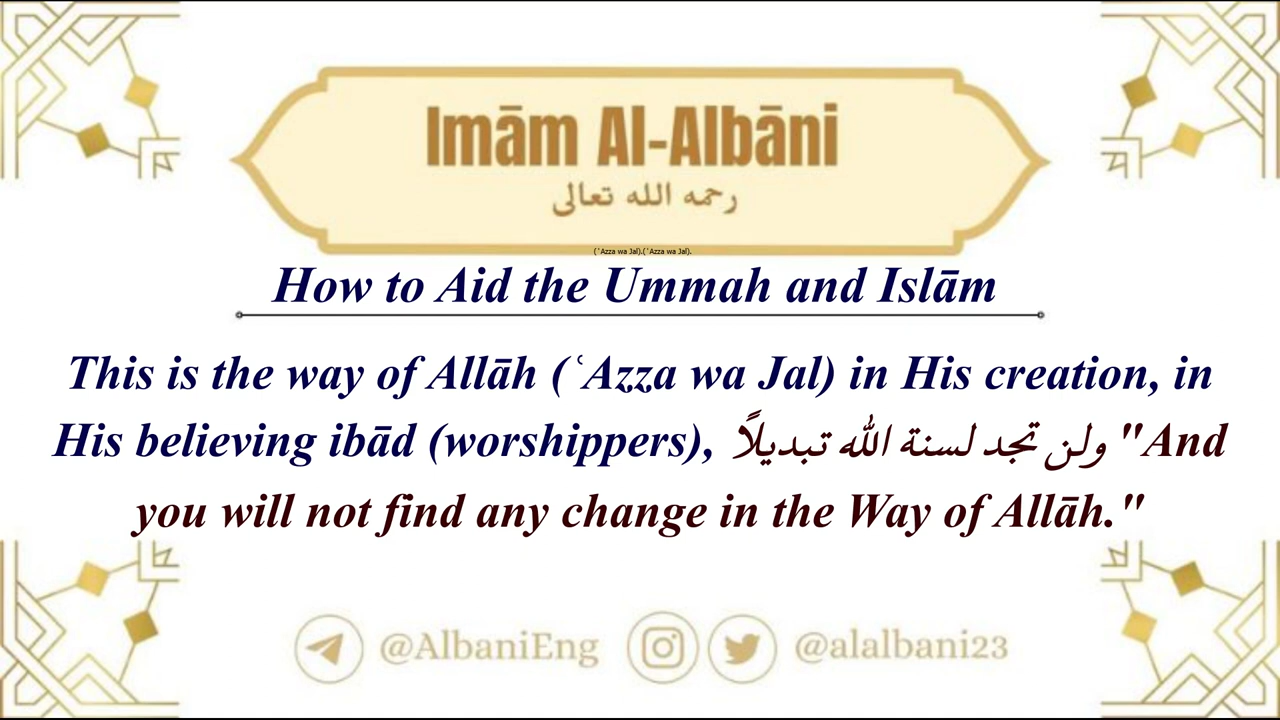 Imām Al-Albāni
رحمه الله تعالى
(ʿAzza wa Jal).(ʿAzza wa Jal).
How to Aid the Ummah and Islām
This is the way of Allāh (ʿAzza wa Jal) in His creation, in
His believing ibād (worshippers), ولن تجد لسنة الله تبديلاً "And
you will not find any change in the Way of Allāh."
@AlbaniEng @alalbani23